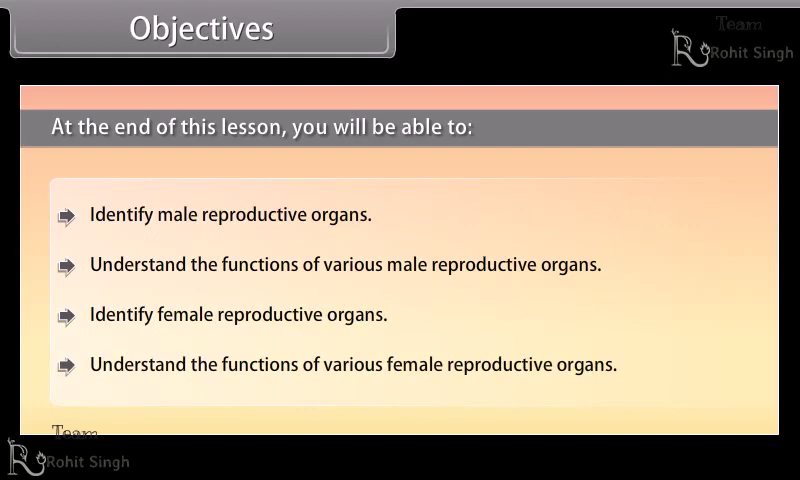 Objectives
Team
Rohit Singh
At the end of this lesson, you will be able to:
Identify male reproductive organs.
Understand the functions of various male reproductive organs.
Identify female reproductive organs.
Understand the functions of various female reproductive organs.
Team
Rohit Singh